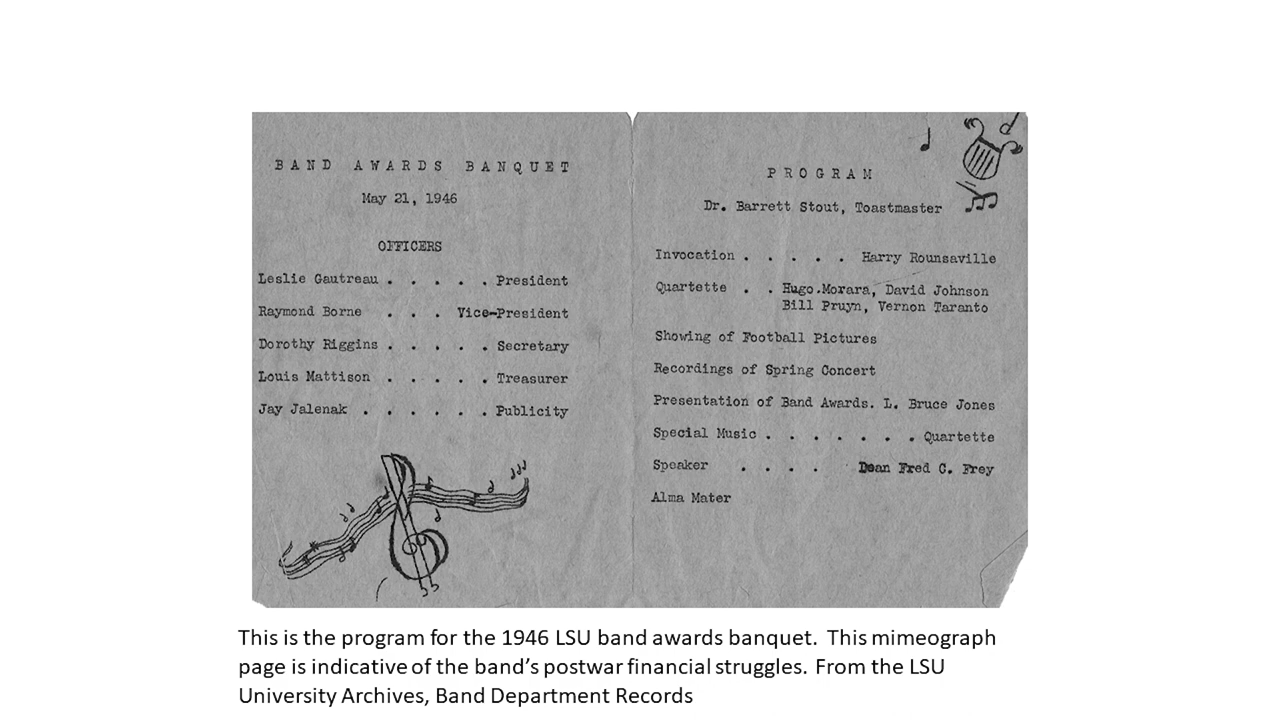 BAND AWARDS BANQUET
May 21, 1946
OFFICERS
Leslie Gautreau . . . . . President
Raymond Borne . . . Vice-President
Dorothy Riggins . . . . . Secretary
Louis Mattison . . . . . Treasurer
Jay Jalenak . . . . . . Publicity
PROGRAM
Dr. Barrett Stout, Toastmaster
Invocation . . . . . Harry Rounsaville
Quartette . . Hugo Morara, David Johnson
Bill Pruyn, Vernon Taranto
Showing of Football Pictures
Recordings of Spring Concert
Presentation of Band Awards. L. Bruce Jones
Special Music . . . . . . . Quartette
Speaker . . . . Dean Fred C. Frey
Alma Mater
This is the program for the 1946 LSU band awards banquet. This mimeograph
page is indicative of the band’s postwar financial struggles. From the LSU
University Archives, Band Department Records